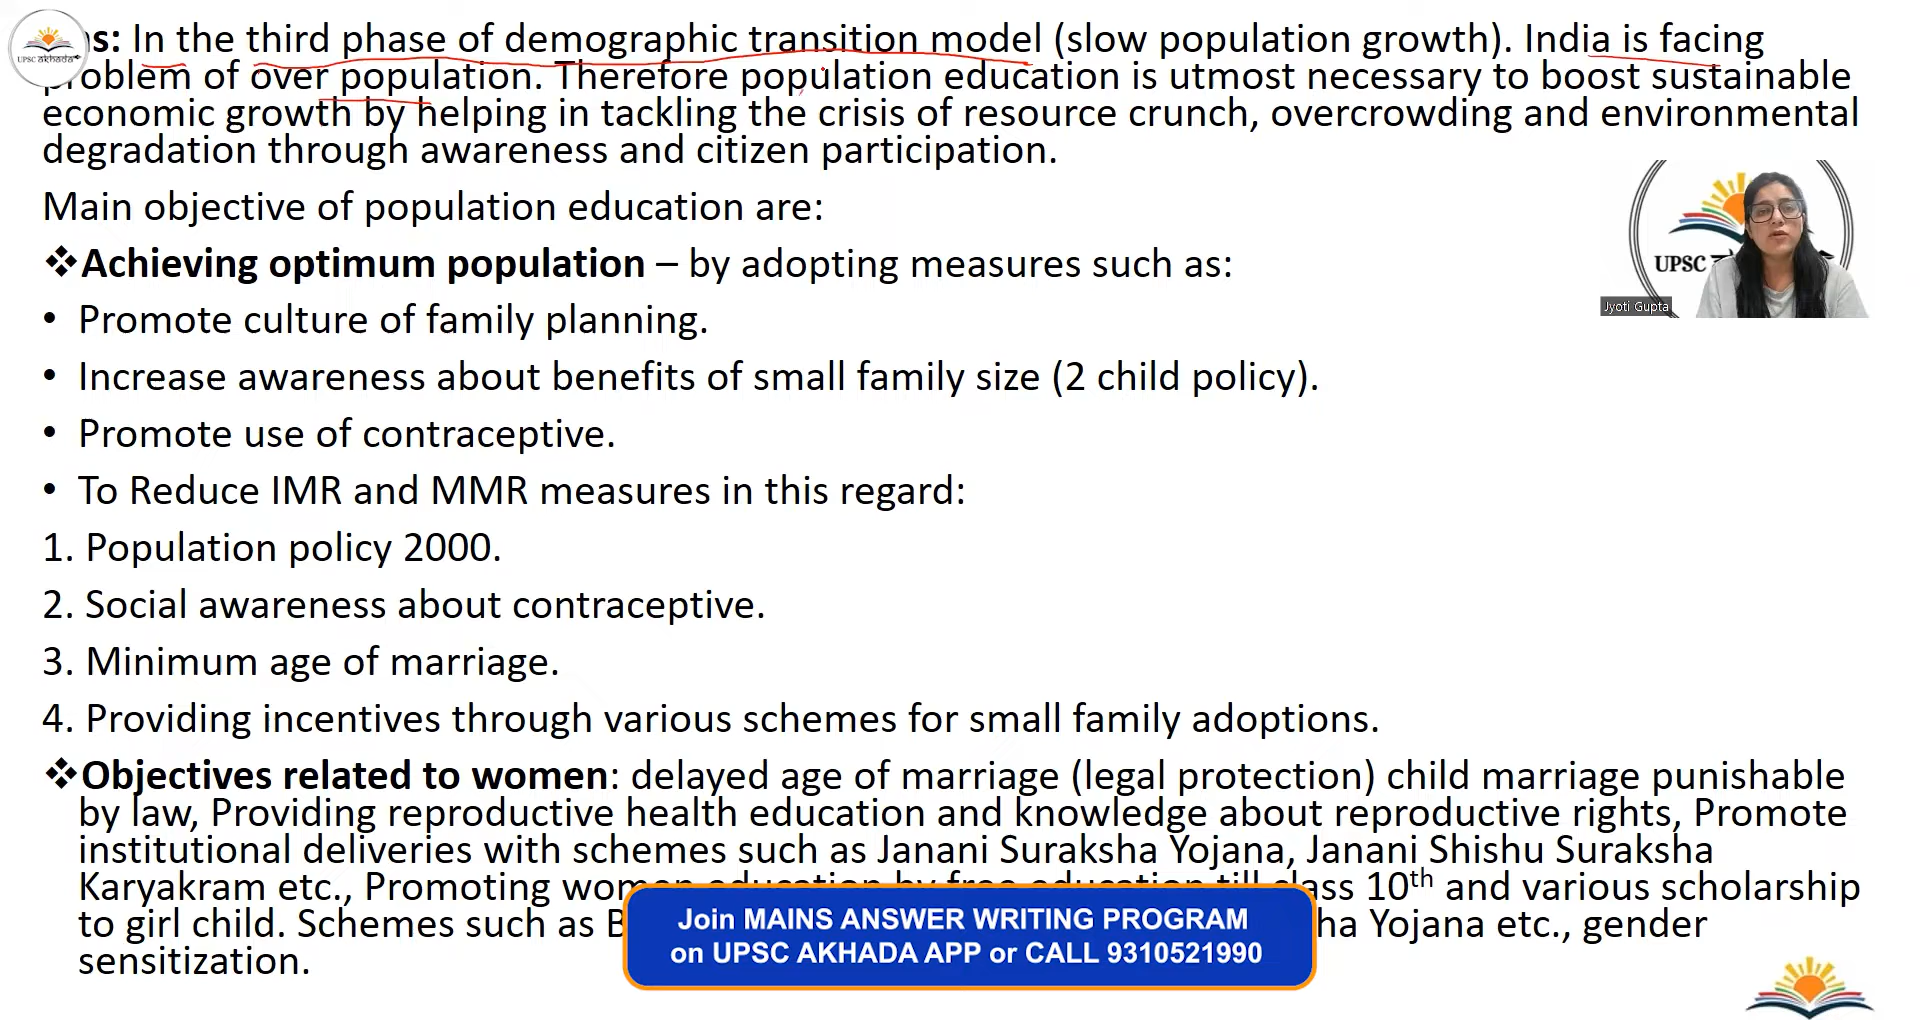 s: In the third phase of demographic transition model (slow population growth). India is facing
problem of over population. Therefore population education is utmost necessary to boost sustainable
economic growth by helping in tackling the crisis of resource crunch, overcrowding and environmental
degradation through awareness and citizen participation.
UPSC अkhada
Main objective of population education are:
❖Achieving optimum population – by adopting measures such as:
UPSC
Jyoti Gupta
• Promote culture of family planning.
• Increase awareness about benefits of small family size (2 child policy).
• Promote use of contraceptive.
• To Reduce IMR and MMR measures in this regard:
1. Population policy 2000.
2. Social awareness about contraceptive.
3. Minimum age of marriage.
4. Providing incentives through various schemes for small family adoptions.
❖Objectives related to women: delayed age of marriage (legal protection) child marriage punishable
by law, Providing reproductive health education and knowledge about reproductive rights, Promote
institutional deliveries with schemes such as Janani Suraksha Yojana, Janani Shishu Suraksha
Karyakram etc., Promoting women education by free education till class 10th and various scholarship
to girl child. Schemes such as B ha Yojana etc., gender
sensitization.
Join MAINS ANSWER WRITING PROGRAM
on UPSC AKHADA APP or CALL 9310521990